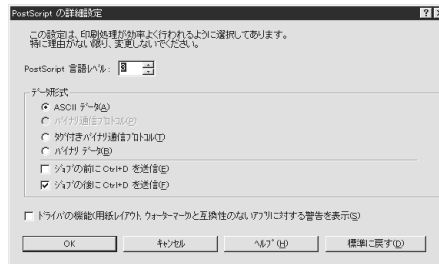 PostScript の詳細設定
この設定は、印刷処理が効率よく行われるように選択してあります。
特に理由がない限り、変更しないでください。
PostScript 言語ﾚﾍﾞﾙ: 3
ﾃﾞｰﾀ形式
ASCII ﾃﾞｰﾀ(A)
ﾊﾞｲﾅﾘ通信ﾌﾟﾛﾄｺﾙ(P)
ﾀｸﾞ付きﾊﾞｲﾅﾘ通信ﾌﾟﾛﾄｺﾙ(T)
ﾊﾞｲﾅﾘ ﾃﾞｰﾀ(B)
ｼﾞｮﾌﾞの前に Ctrl+D を送信(E)
ｼﾞｮﾌﾞの後に Ctrl+D を送信(F)
ﾄﾞﾗｲﾊﾞの機能(用紙ﾚｲｱｳﾄ, ｳｫｰﾀｰﾏｰｸ)と互換性のないｱﾌﾟﾘに対する警告を表示(S)
OK ｷｬﾝｾﾙ ﾍﾙﾌﾟ(H) 標準に戻す(D)